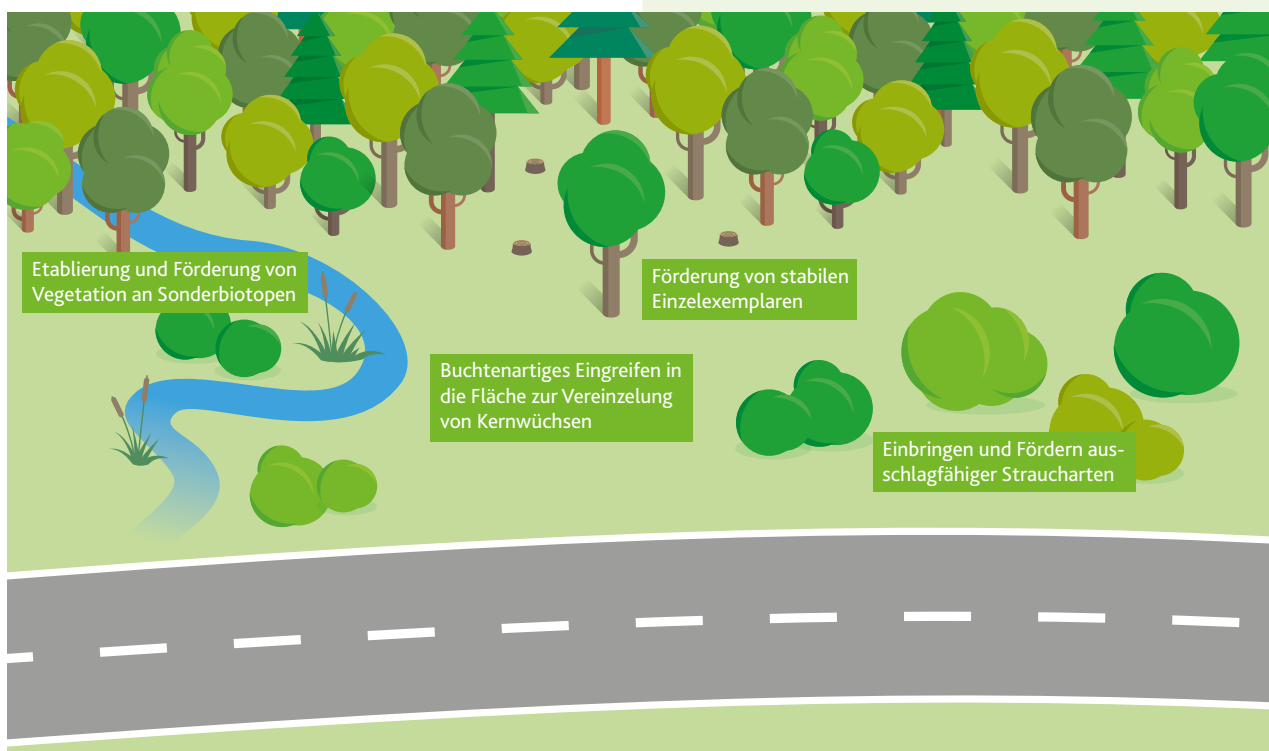 Etablierung und Förderung von
Vegetation an Sonderbiotopen
Förderung von stabilen
Einzelexemplaren
Buchtenartiges Eingreifen in
die Fläche zur Vereinzelung
von Kernwüchsen
Einbringen und Fördern aus-
schlagfähiger Straucharten